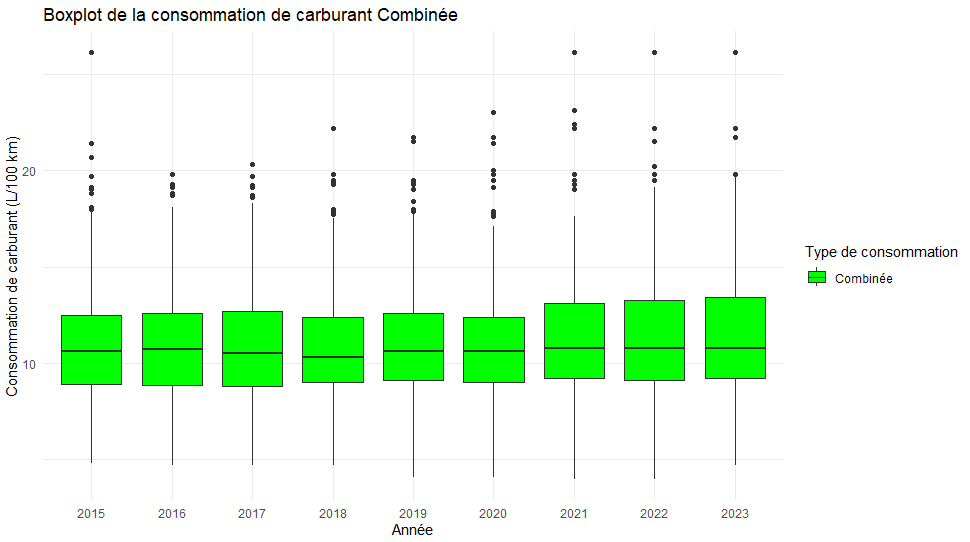 Boxplot de la consommation de carburant Combinée
Consommation de carburant (L/100 km)
20
10
2015 2016 2017 2018 2019 2020 2021 2022 2023
Année
Type de consommation
Combinée